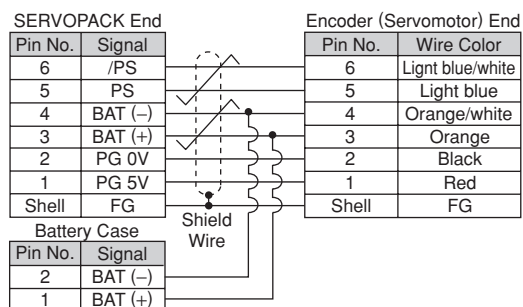 SERVOPACK End
Encoder (Servomotor) End
Pin No. Signal
Pin No. Wire Color
6 /PS
6 Lignt blue/white
5 PS
5 Light blue
4 BAT (−)
4 Orange/white
3 BAT (+)
3 Orange
2 PG 0V
2 Black
1 PG 5V
1 Red
Shell FG
Shell FG
Shield
Wire
Battery Case
Pin No. Signal
2 BAT (−)
1 BAT (+)